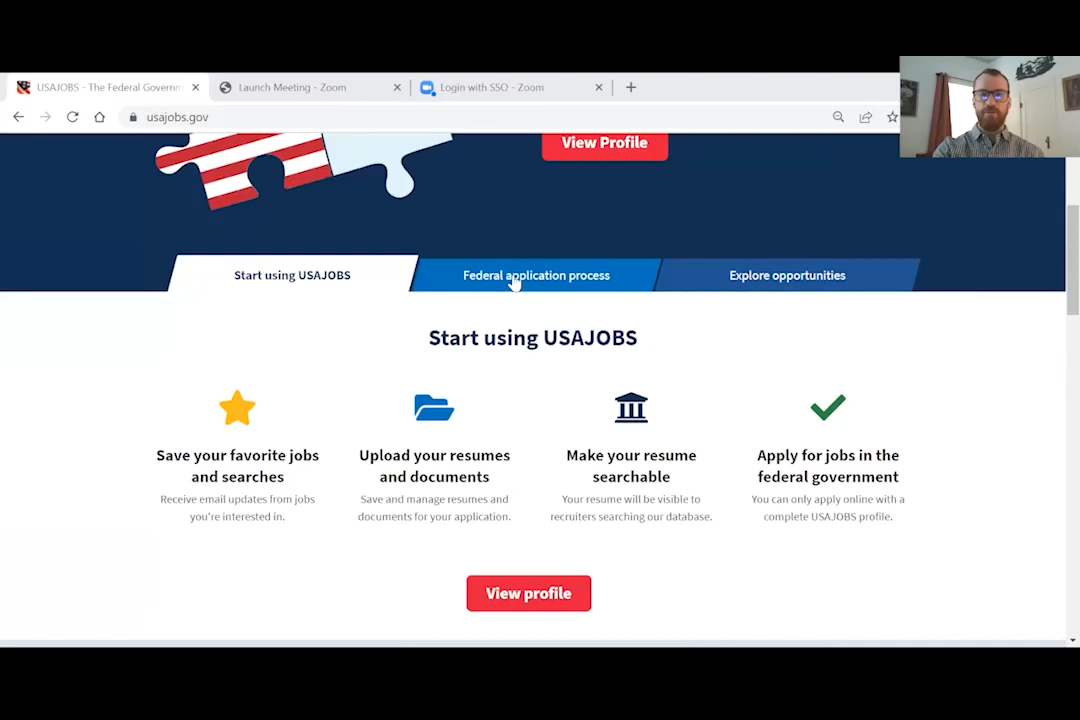 USAJOBS - The Federal Governm
Launch Meeting - Zoom
Login with SSO - Zoom
usajobs.gov
View Profile
Start using USAJOBS
Federal application process
Explore opportunities
Start using USAJOBS
Save your favorite jobs
and searches
Receive email updates from jobs
you're interested in.
Upload your resumes
and documents
Save and manage resumes and
documents for your application.
Make your resume
searchable
Your resume will be visible to
recruiters searching our database.
Apply for jobs in the
federal government
You can only apply online with a
complete USAJOBS profile.
View profile